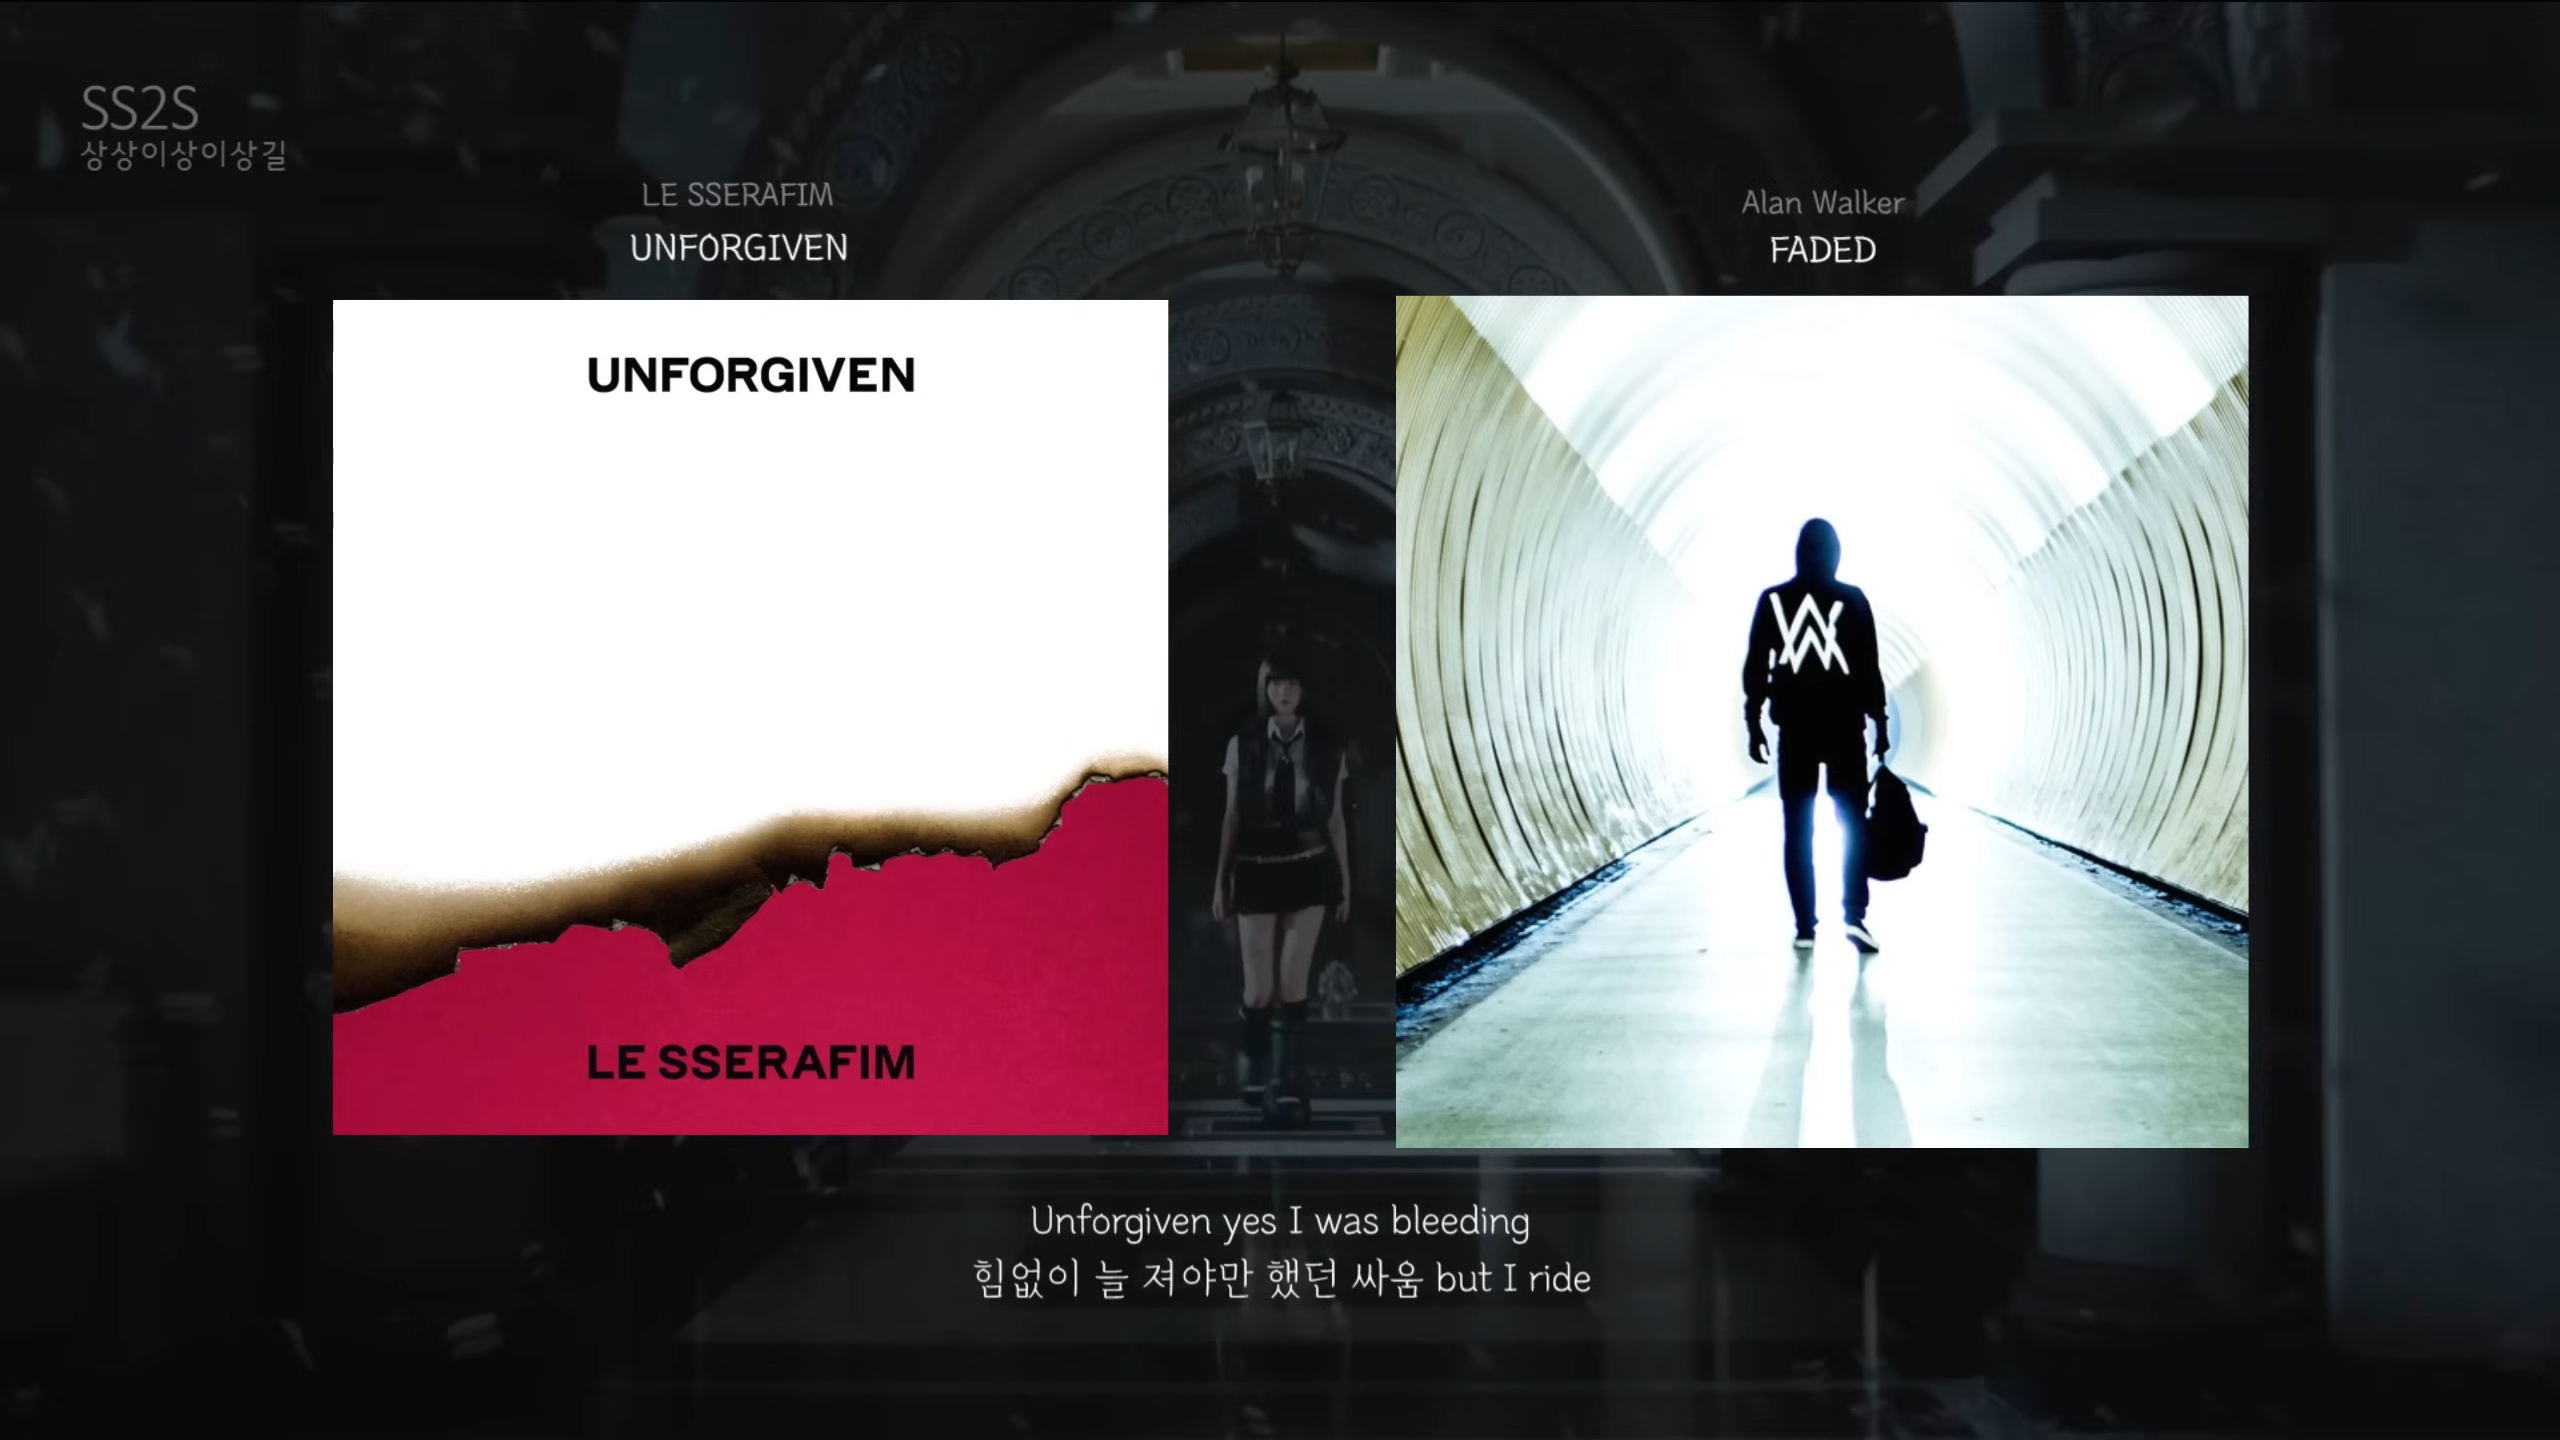 SS2S
상상이상이상길
LE SSERAFIM
UNFORGIVEN
Alan Walker
FADED
UNFORGIVEN
LE SSERAFIM
Unforgiven yes I was bleeding
힘없이 늘 져야만 했던 싸움 but I ride